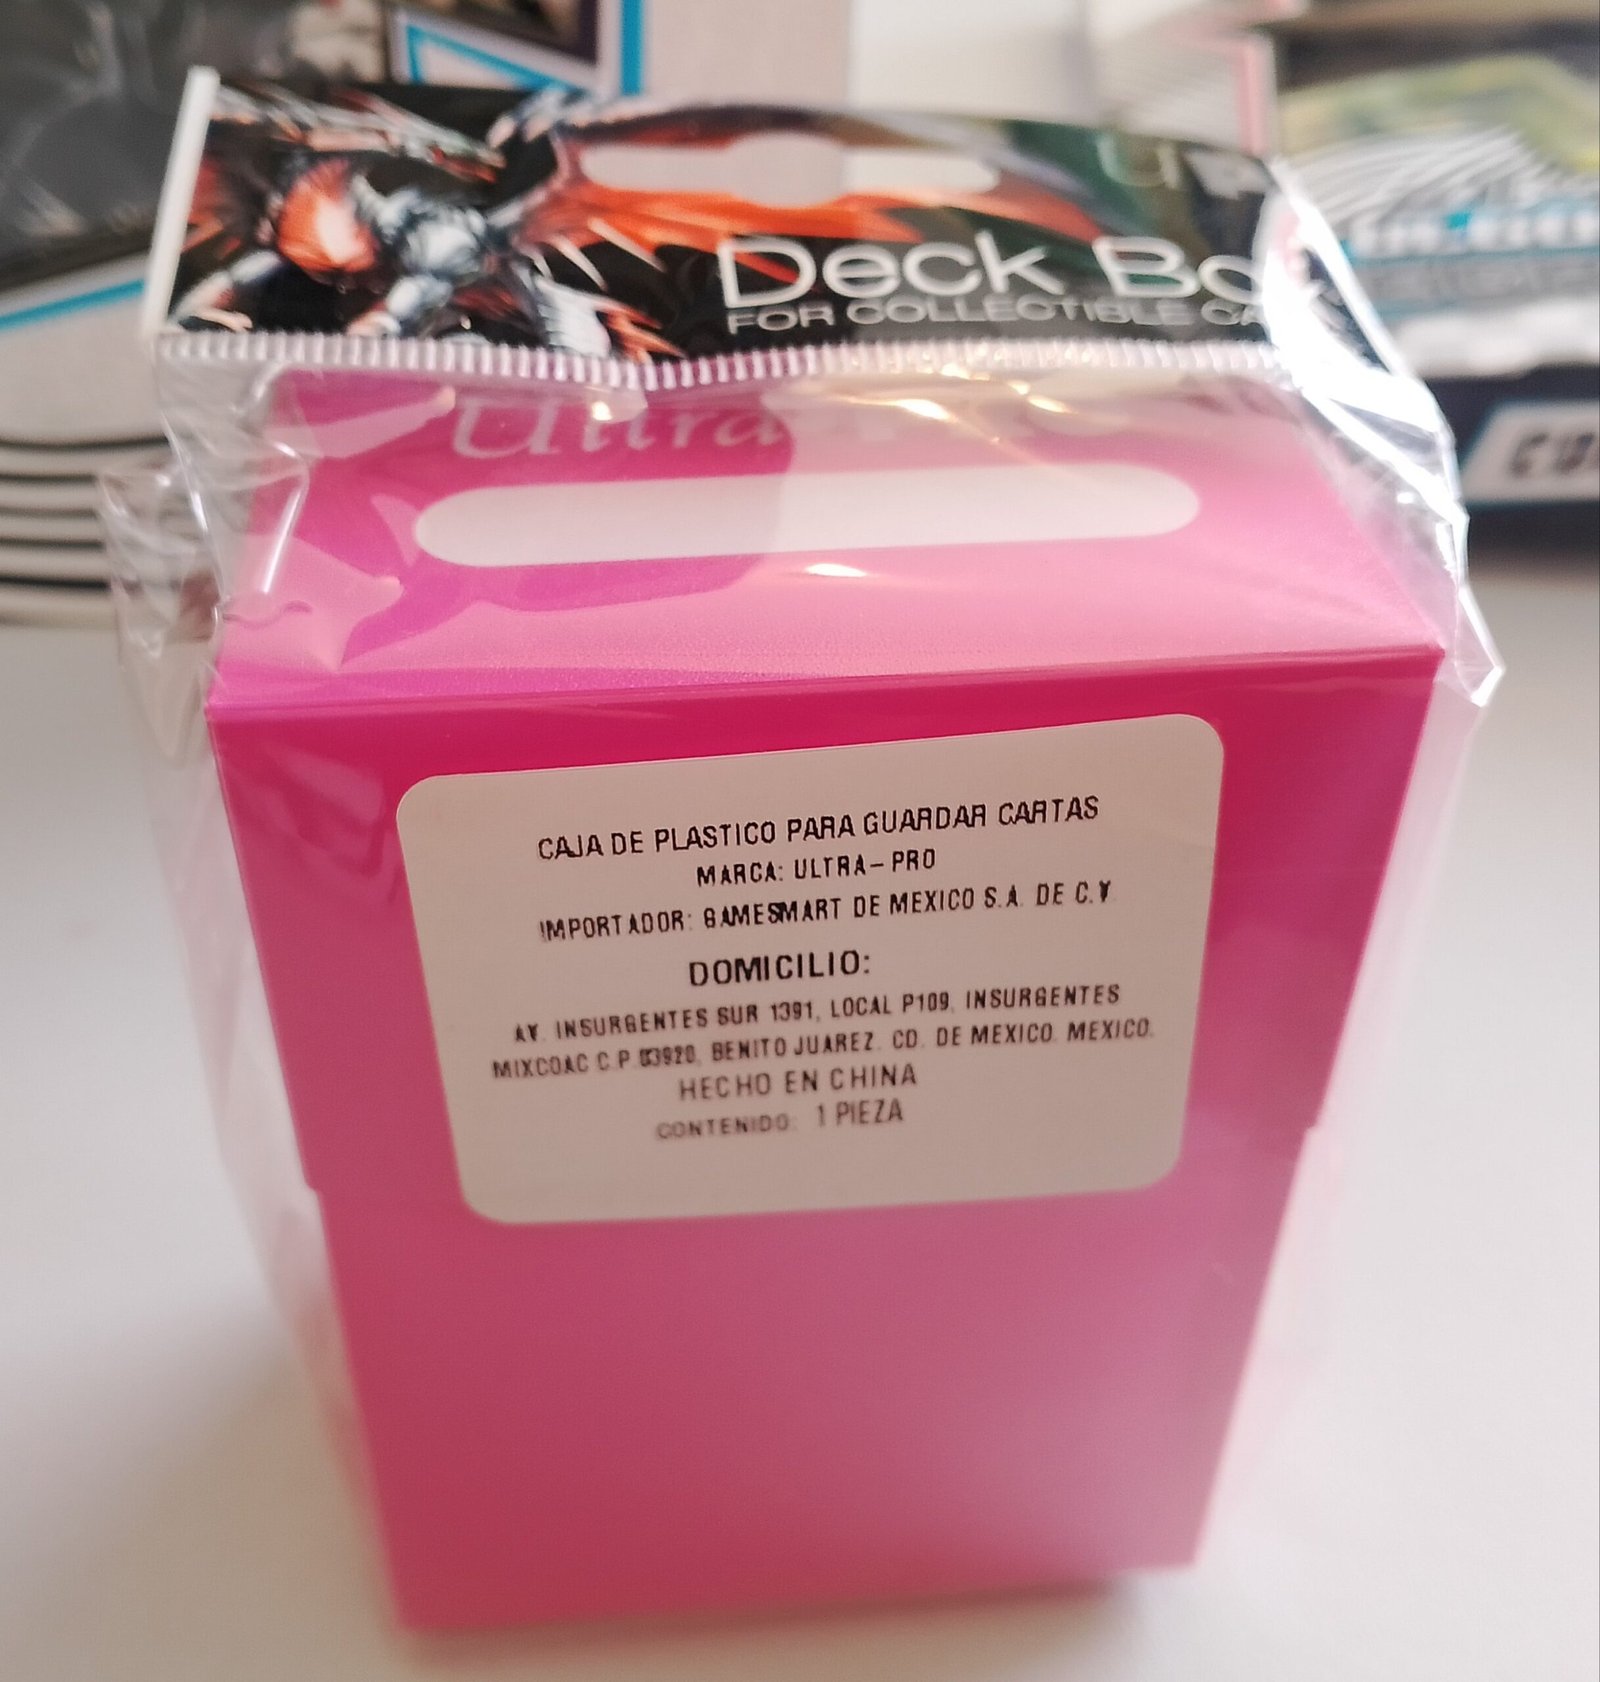 Deck Bo
FOR COLLECTIBLE CA
Ultra
CAJA DE PLASTICO PARA GUARDAR CARTAS
MARCA: ULTRA-PRO
IMPORTADOR: GAMESMART DE MEXICO S.A. DE C.V.
DOMICILIO:
AV. INSURGENTES SUR 1391, LOCAL P109, INSURGENTES
MIXCOAC C.P. 03920, BENITO JUAREZ. CD. DE MEXICO. MEXICO.
HECHO EN CHINA
CONTENIDO: 1 PIEZA